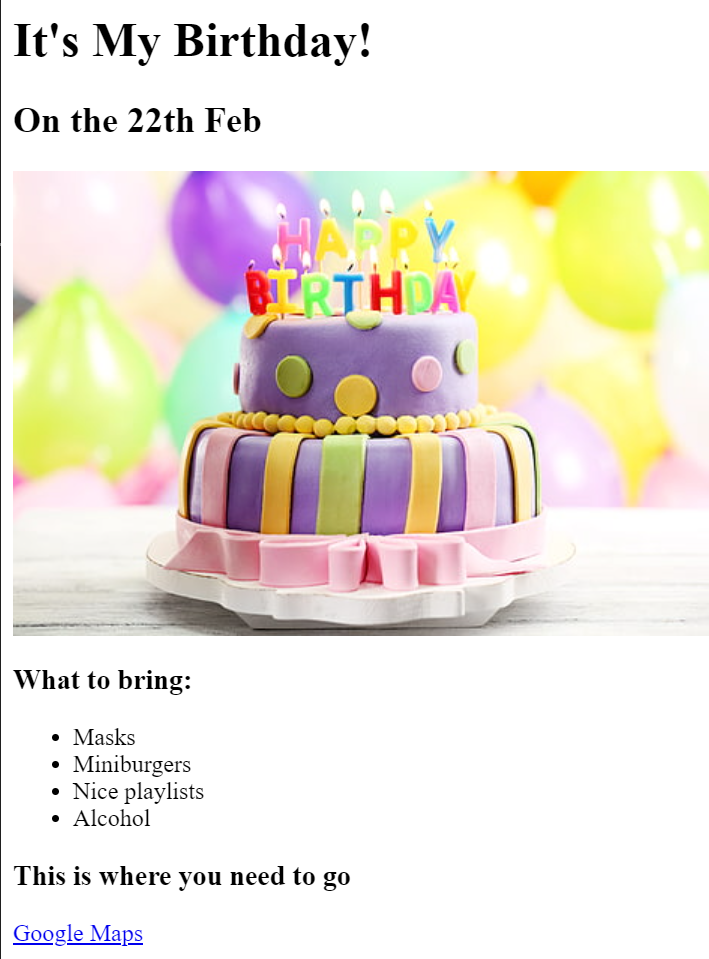 It's My Birthday!
On the 22th Feb
HAPPY
BIRTHDAY
What to bring:
Masks
Miniburgers
Nice playlists
Alcohol
This is where you need to go
Google Maps